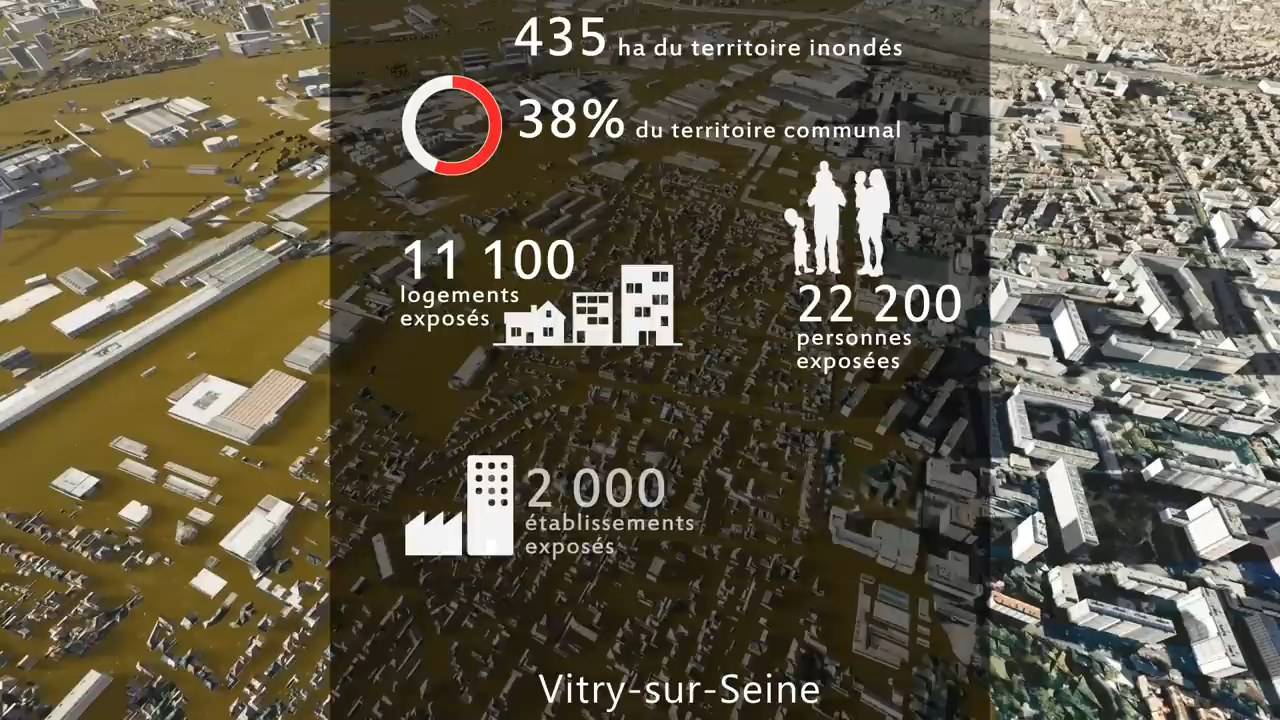 435 ha du territoire inondés
38% du territoire communal
11 100
logements
exposés
22 200
personnes
exposées
2 000
établissements
exposés
Vitry-sur-Seine